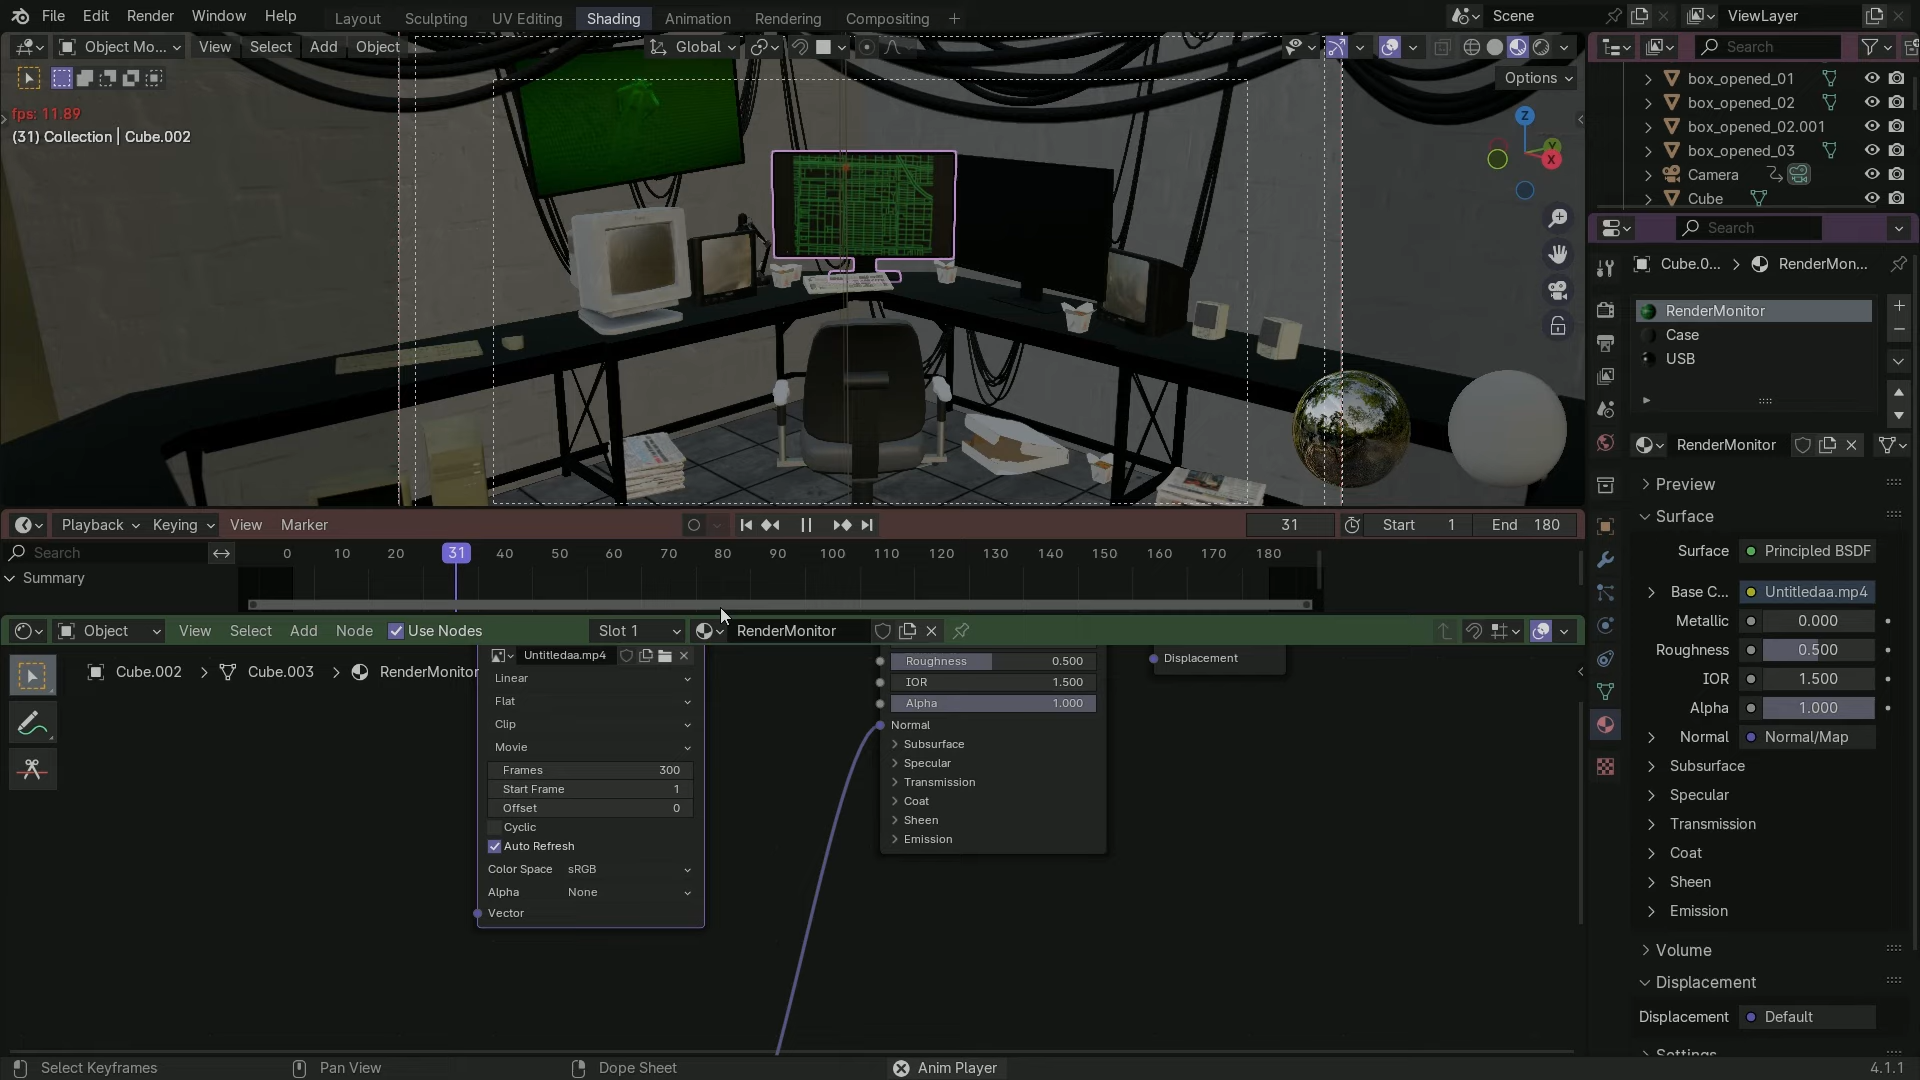 File Edit Render Window Help Layout Sculpting UV Editing Shading Animation Rendering Compositing + Scene ViewLayer
Object Mo... View Select Add Object Global Search
Options
fps: 11.89
(31) Collection | Cube.002
Z
Y
X
box_opened_01
box_opened_02
box_opened_02.001
box_opened_03
Camera
Cube
Search
Cube.0... RenderMon...
RenderMonitor
Case
USB
RenderMonitor
Preview
Surface
Surface Principled BSDF
Base C... Untitledaa.mp4
Metallic 0.000
Roughness 0.500
IOR 1.500
Alpha 1.000
Normal Normal/Map
Subsurface
Specular
Transmission
Coat
Sheen
Emission
Volume
Displacement
Displacement Default
Settings
Playback Keying View Marker 31 Start 1 End 180
Search 0 10 20 31 40 50 60 70 80 90 100 110 120 130 140 150 160 170 180
Summary
Object View Select Add Node Use Nodes Slot 1 RenderMonitor
Cube.002 Cube.003 RenderMonitor
Untitledaa.mp4
Linear
Flat
Clip
Movie
Frames 300
Start Frame 1
Offset 0
Cyclic
Auto Refresh
Color Space sRGB
Alpha None
Vector
Roughness 0.500
IOR 1.500
Alpha 1.000
Normal
Subsurface
Specular
Transmission
Coat
Sheen
Emission
Displacement
Select Keyframes Pan View Dope Sheet Anim Player 4.1.1